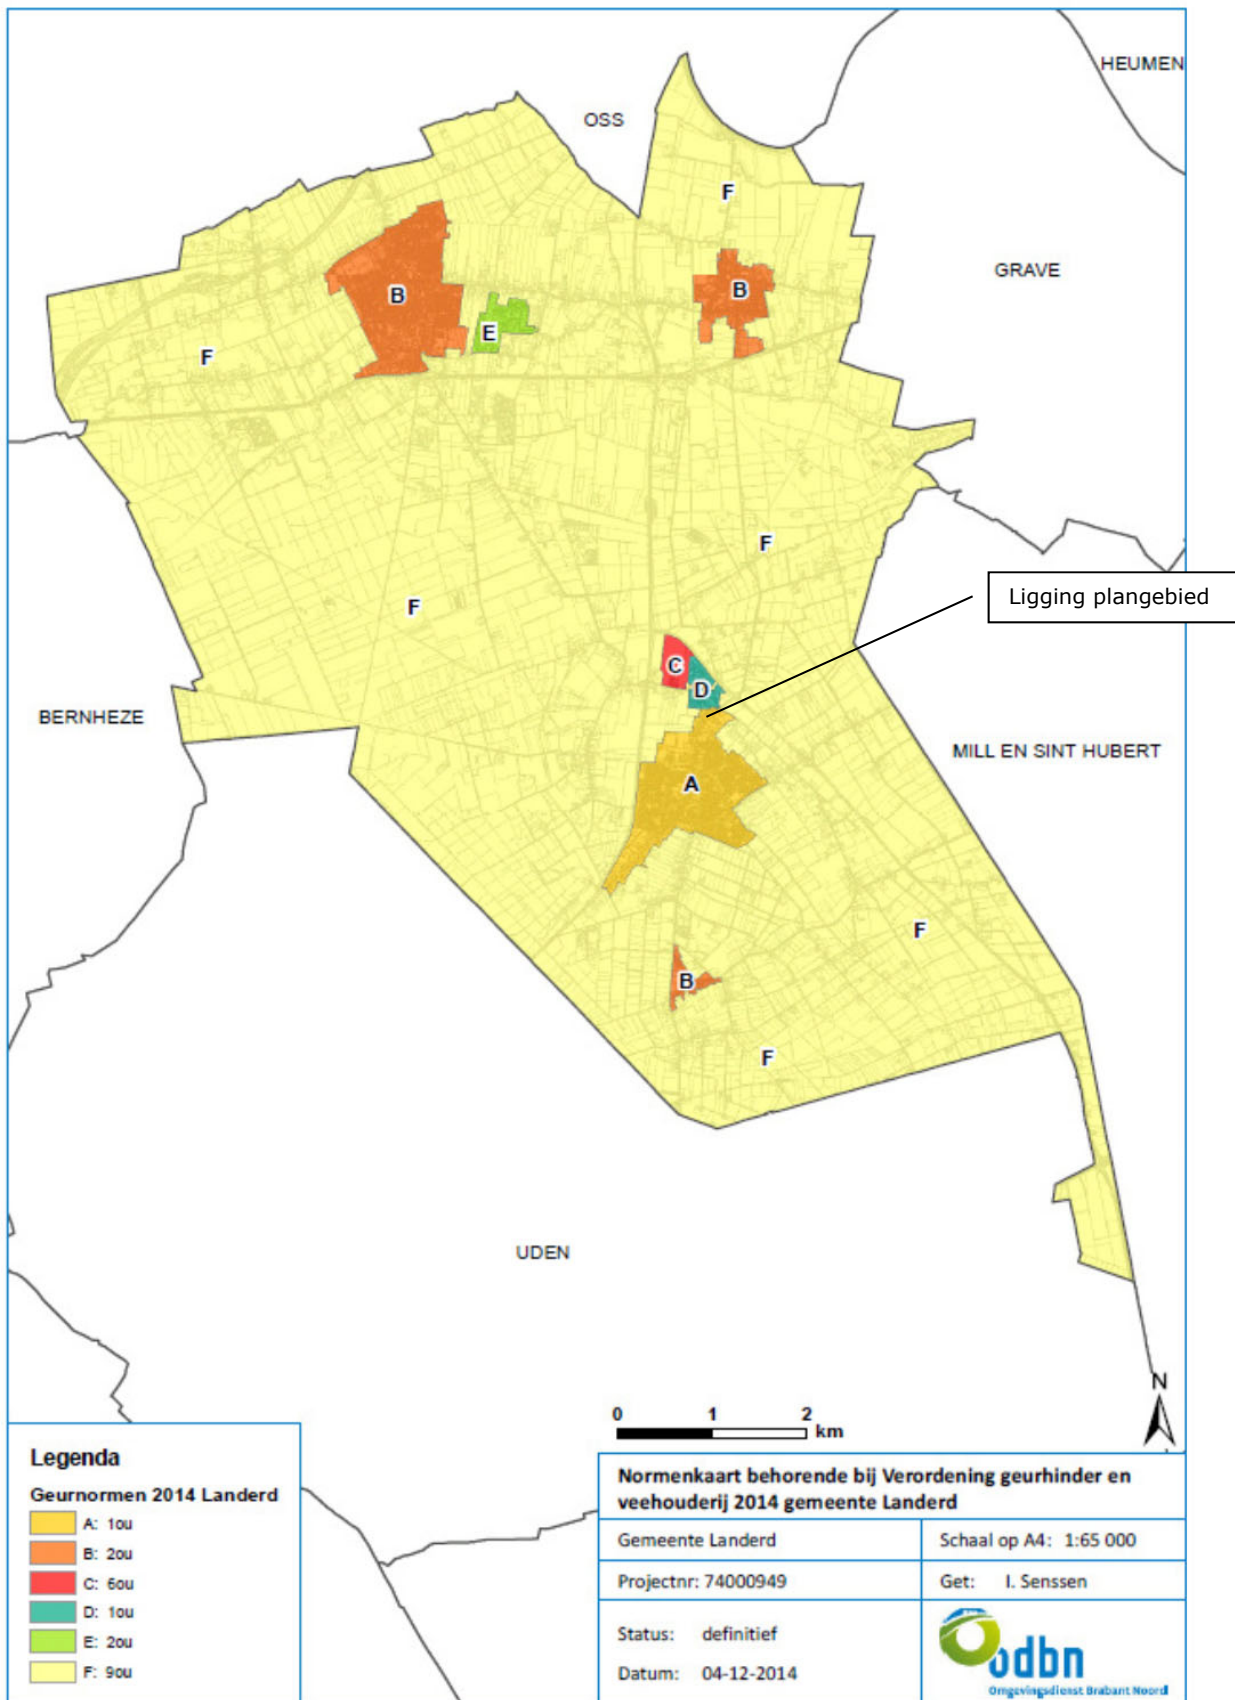 HEUMEN
OSS
F
GRAVE
B
B
E
F
F
Ligging plangebied
F
C
D
BERNHEZE
MILL EN SINT HUBERT
A
F
B
F
UDEN
N
0 1 2
km
Legenda
Geurnormen 2014 Landerd
A: 1ou
B: 2ou
C: 6ou
D: 1ou
E: 2ou
F: 9ou
Normenkaart behorende bij Verordening geurhinder en
veehouderij 2014 gemeente Landerd
Gemeente Landerd
Schaal op A4: 1:65 000
Projectnr: 74000949
Get: I. Senssen
Status: definitief
Datum: 04-12-2014
odbn
Omgevingsdienst Brabant Noord